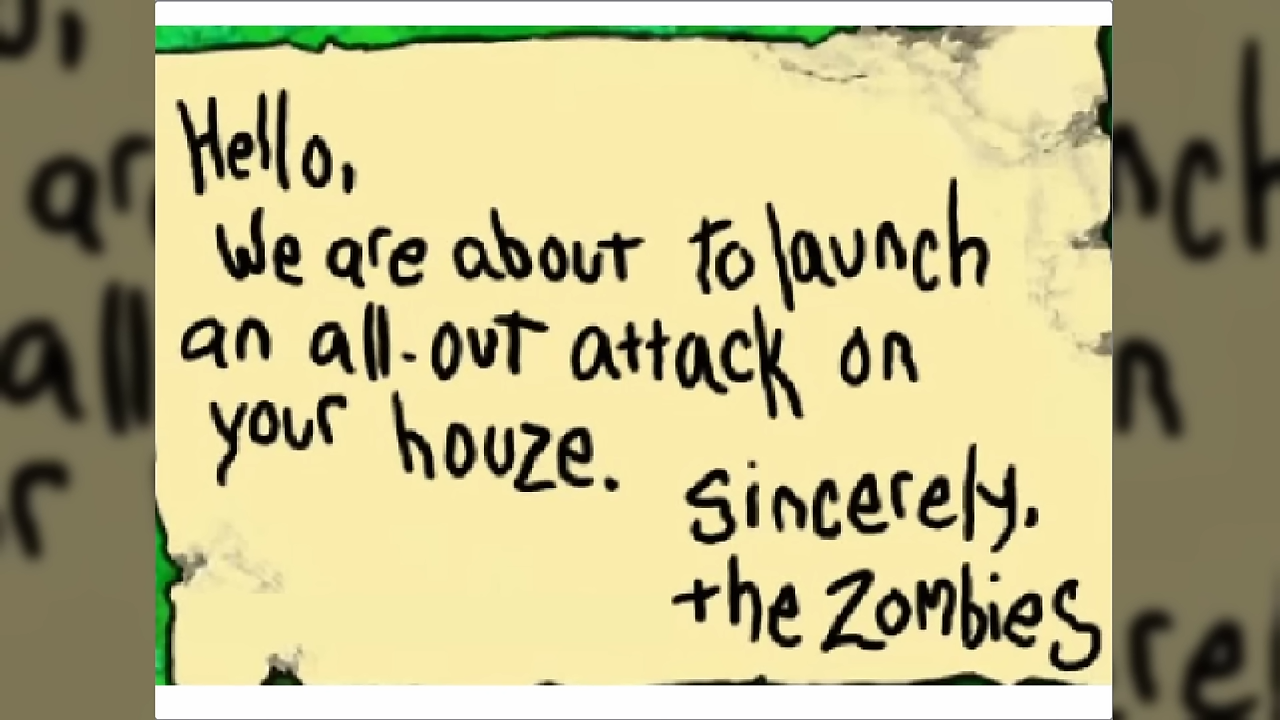 Hello,
We are about to launch
an all-out attack on
your houze.
sincerely,
the Zombies